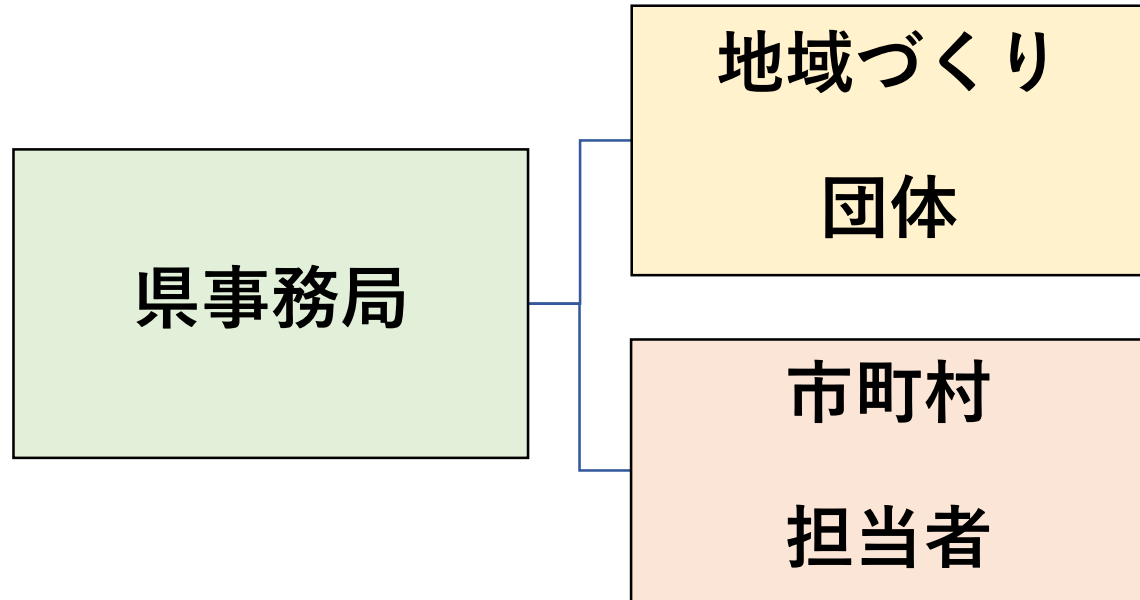 県事務局
地域づくり
団体
市町村
担当者